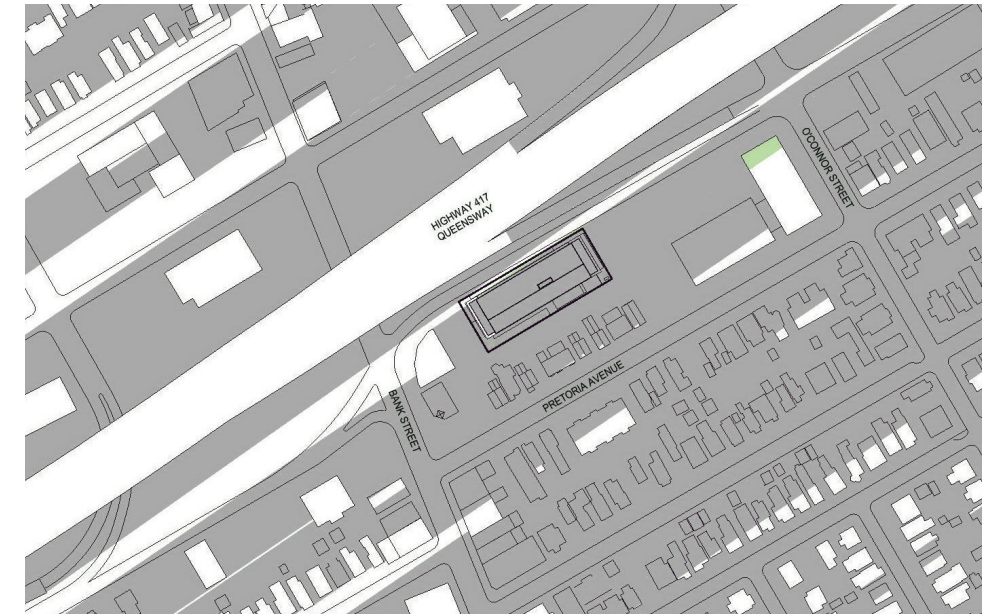 O'CONNOR STREET
HIGHWAY 417
QUEENSWAY
PRETORIA AVENUE
BANK STREET